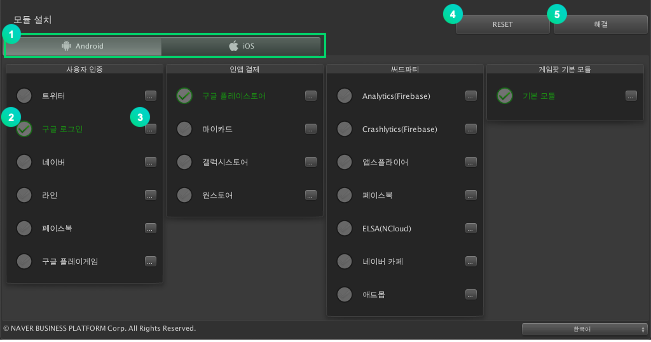 모듈 설치
4
RESET
5
해결
1
Android
iOS
사용자 인증
트위터
...
2
구글 로그인
3
...
네이버
...
라인
...
페이스북
...
구글 플레이게임
...
인앱 결제
구글 플레이스토어
...
마이카드
...
갤럭시스토어
...
원스토어
...
써드파티
Analytics(Firebase)
...
Crashlytics(Firebase)
...
앱스플라이어
...
페이스북
...
ELSA(NCloud)
...
네이버 카페
...
애드몹
...
게임팟 기본 모듈
기본 모듈
...
© NAVER BUSINESS PLATFORM Corp. All Rights Reserved.
한국어